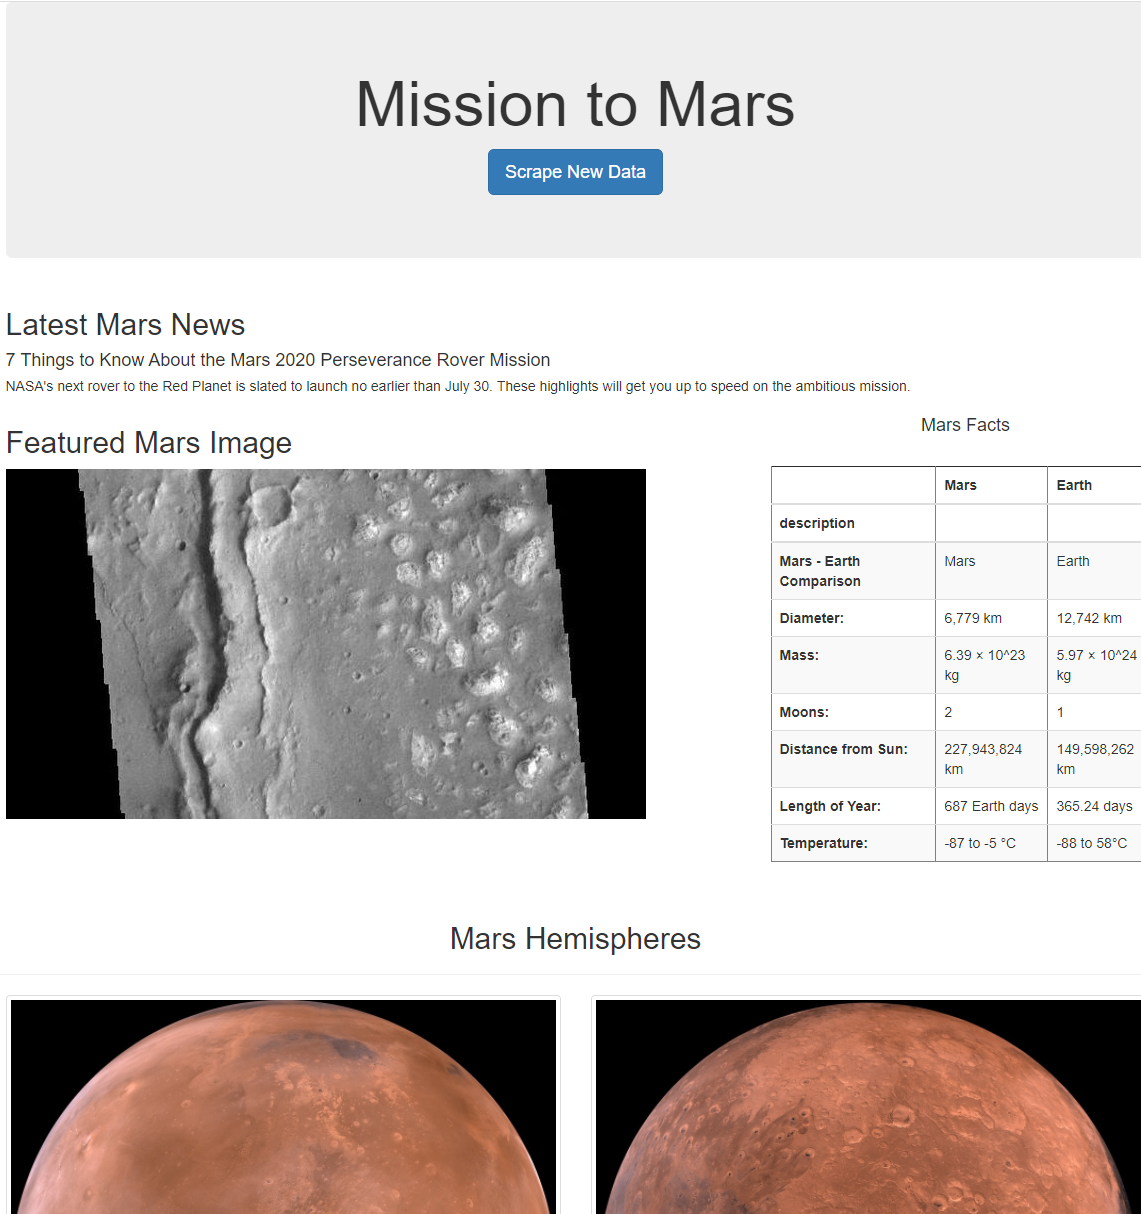 Mission to Mars
Scrape New Data
Latest Mars News
7 Things to Know About the Mars 2020 Perseverance Rover Mission
NASA's next rover to the Red Planet is slated to launch no earlier than July 30. These highlights will get you up to speed on the ambitious mission.
Featured Mars Image
Mars Facts
Mars Earth
description
Mars - Earth Comparison Mars Earth
Diameter: 6,779 km 12,742 km
Mass: 6.39 × 10^23 kg 5.97 × 10^24 kg
Moons: 2 1
Distance from Sun: 227,943,824 km 149,598,262 km
Length of Year: 687 Earth days 365.24 days
Temperature: -87 to -5 °C -88 to 58°C
Mars Hemispheres